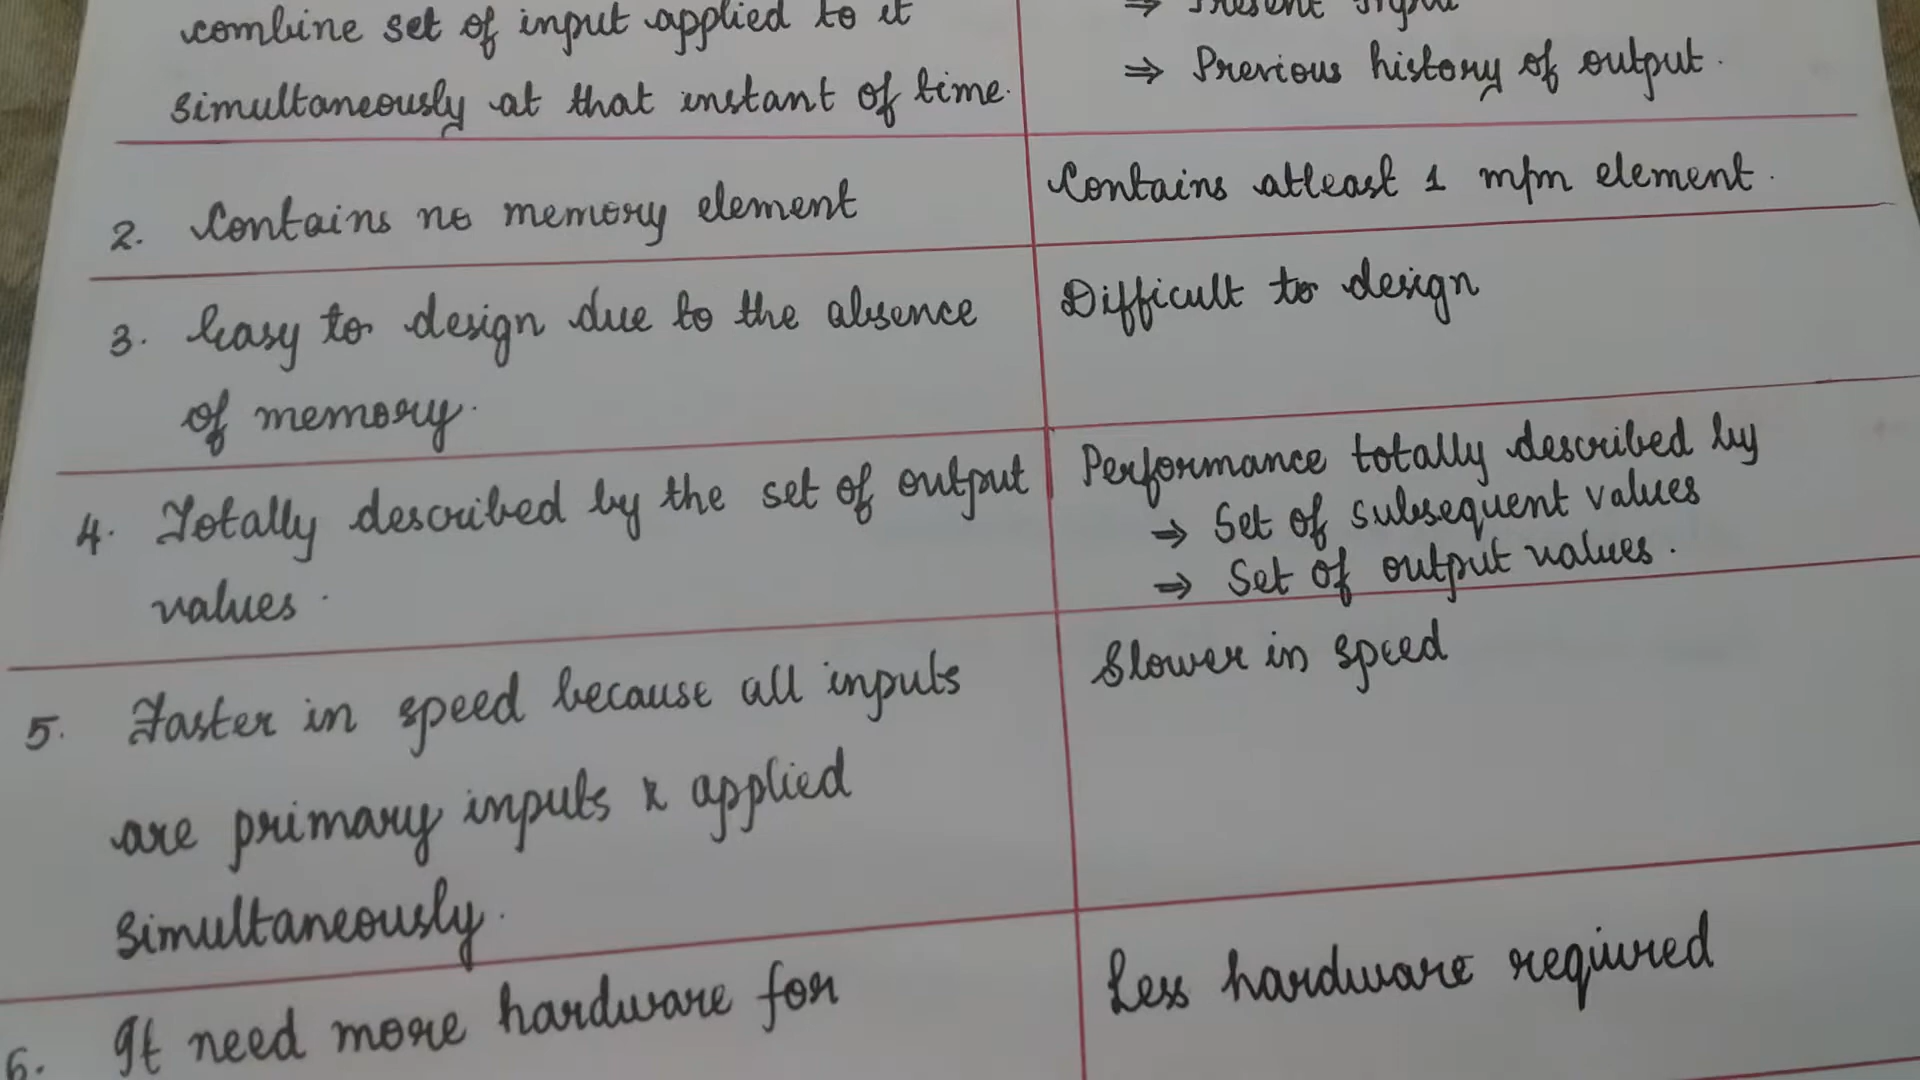 combine set of input applied to it
simultaneously at that instant of time.
⇒ Present Input
⇒ Previous history of output.
2. Contains no memory element
Contains atleast 1 mfm element.
3. Easy to design due to the absence
of memory.
Difficult to design
4. Totally described by the set of output
values.
Performance totally described by
⇒ Set of subsequent values
⇒ Set of output values.
5. Faster in speed because all inputs
are primary inputs & applied
simultaneously.
Slower in speed
6. It need more hardware for
Less hardware required